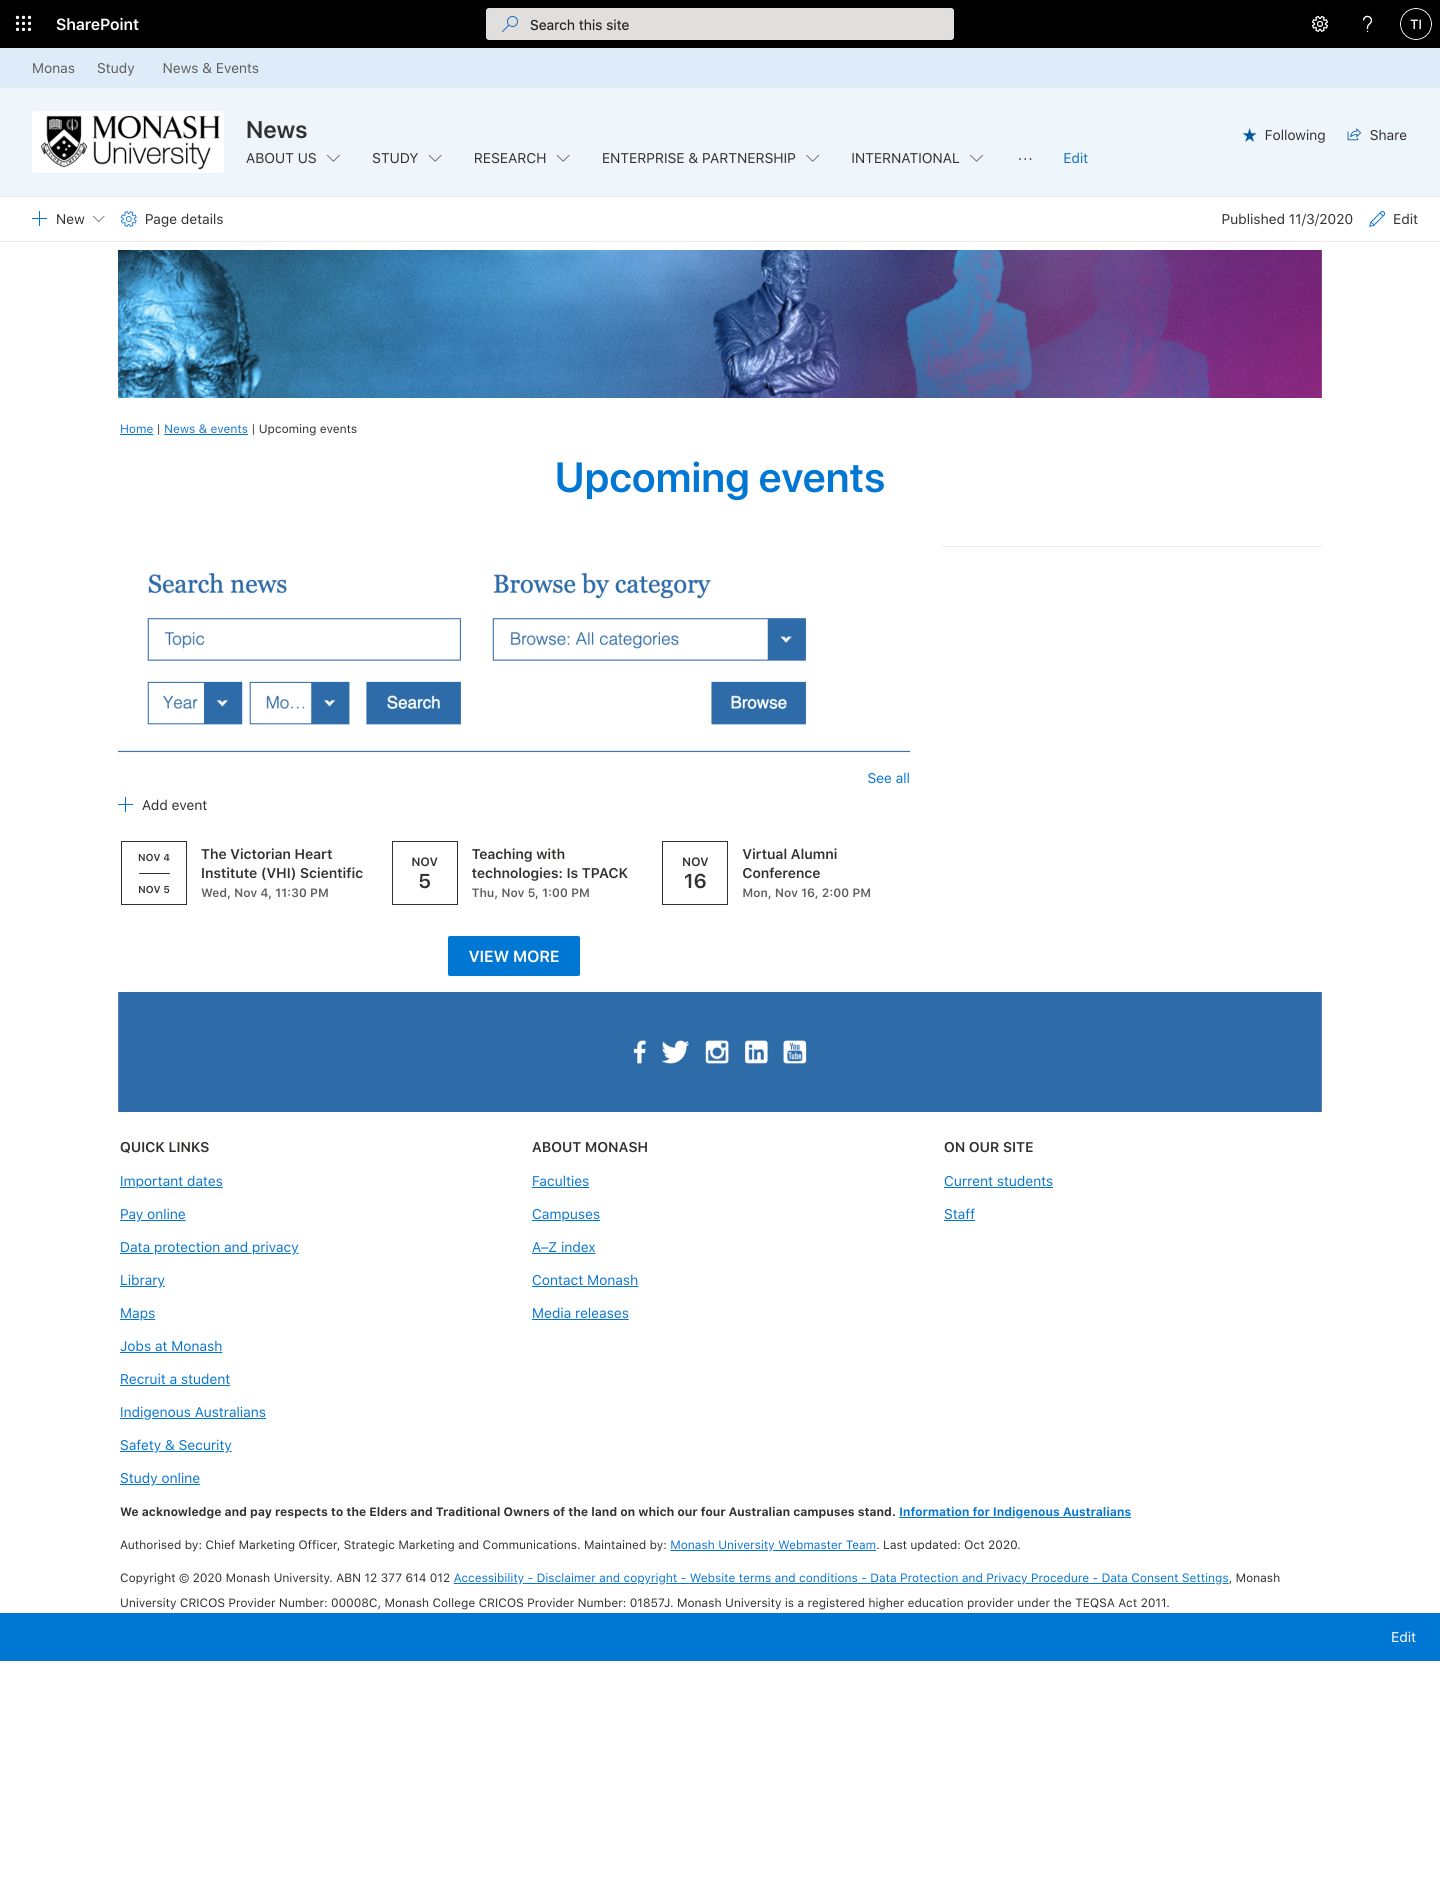 SharePoint
Search this site
TI
Monas Study News & Events
MONASH University
News
Following Share
ABOUT US STUDY RESEARCH ENTERPRISE & PARTNERSHIP INTERNATIONAL ... Edit
New Page details
Published 11/3/2020 Edit
Home | News & events | Upcoming events
Upcoming events
Search news
Topic
Year Mo... Search
Browse by category
Browse: All categories
Browse
See all
Add event
NOV 4
NOV 5
The Victorian Heart
Institute (VHI) Scientific
Wed, Nov 4, 11:30 PM
NOV
5
Teaching with
technologies: Is TPACK
Thu, Nov 5, 1:00 PM
NOV
16
Virtual Alumni
Conference
Mon, Nov 16, 2:00 PM
VIEW MORE
You
Tube
QUICK LINKS
Important dates
Pay online
Data protection and privacy
Library
Maps
Jobs at Monash
Recruit a student
Indigenous Australians
Safety & Security
Study online
ABOUT MONASH
Faculties
Campuses
A–Z index
Contact Monash
Media releases
ON OUR SITE
Current students
Staff
We acknowledge and pay respects to the Elders and Traditional Owners of the land on which our four Australian campuses stand. Information for Indigenous Australians
Authorised by: Chief Marketing Officer, Strategic Marketing and Communications. Maintained by: Monash University Webmaster Team. Last updated: Oct 2020.
Copyright © 2020 Monash University. ABN 12 377 614 012 Accessibility - Disclaimer and copyright - Website terms and conditions - Data Protection and Privacy Procedure - Data Consent Settings, Monash
University CRICOS Provider Number: 00008C, Monash College CRICOS Provider Number: 01857J. Monash University is a registered higher education provider under the TEQSA Act 2011.
Edit